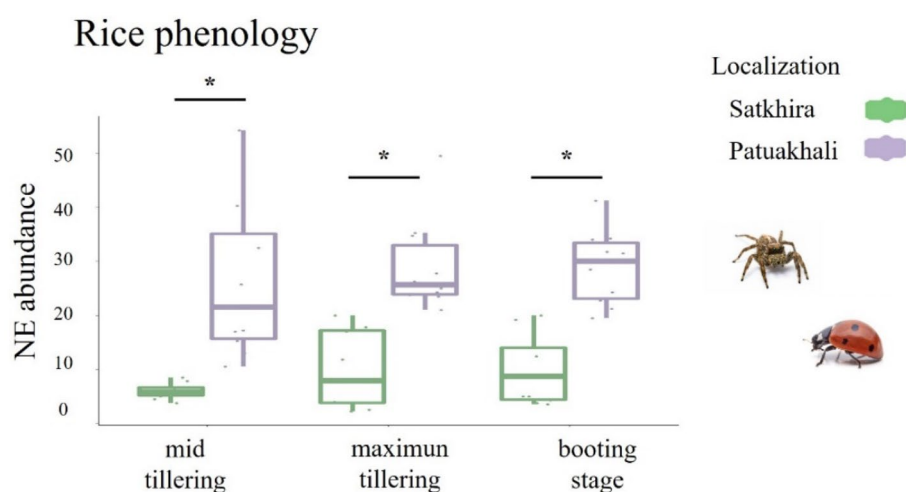 Rice phenology
Localization
Satkhira
Patuakhali
*
*
*
NE abundance
50
40
30
20
10
0
mid
tillering
maximun
tillering
booting
stage